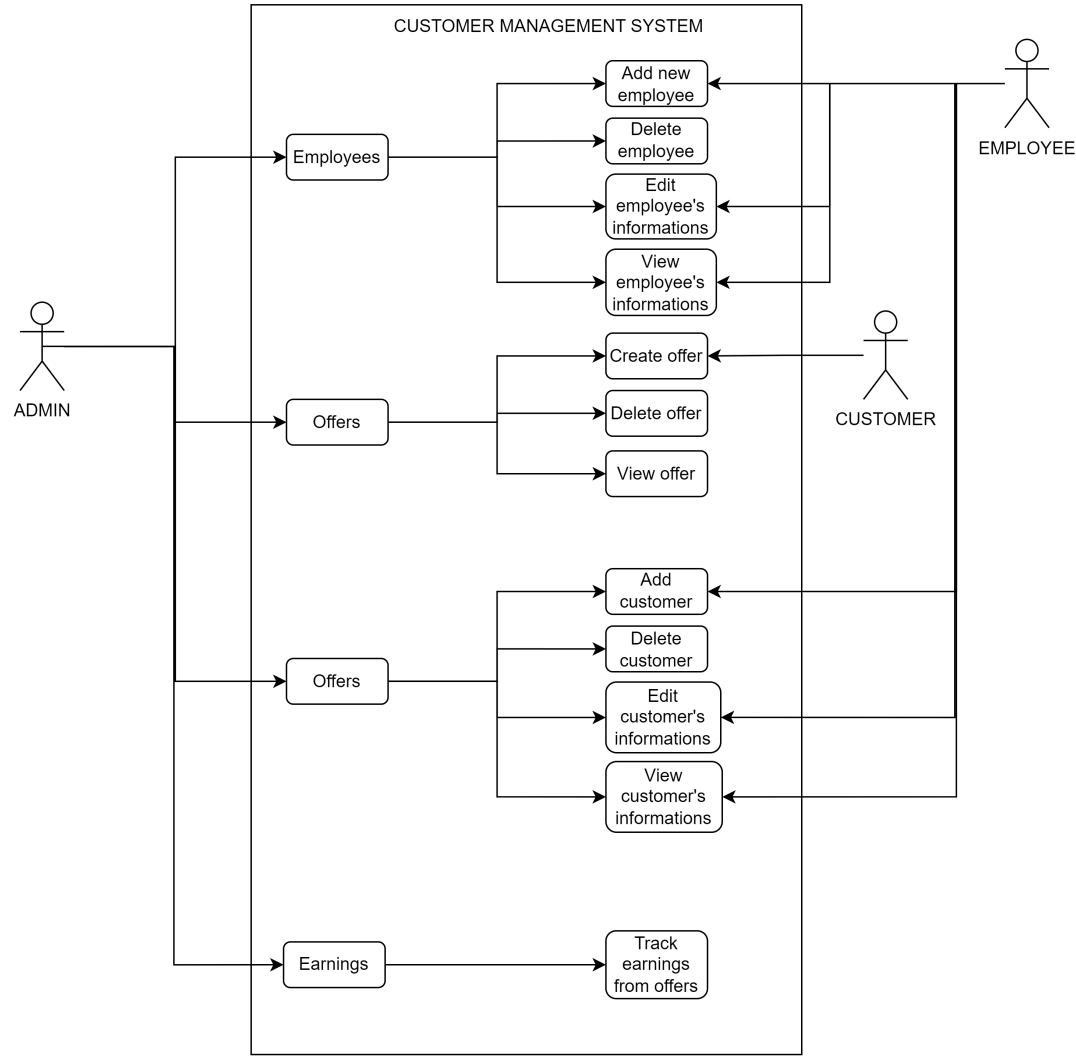 CUSTOMER MANAGEMENT SYSTEM
Add new
employee
EMPLOYEE
Delete
employee
Employees
Edit
employee's
informations
View
employee's
informations
ADMIN
Create offer
CUSTOMER
Offers
Delete offer
View offer
Add
customer
Delete
customer
Offers
Edit
customer's
informations
View
customer's
informations
Earnings
Track
earnings
from offers